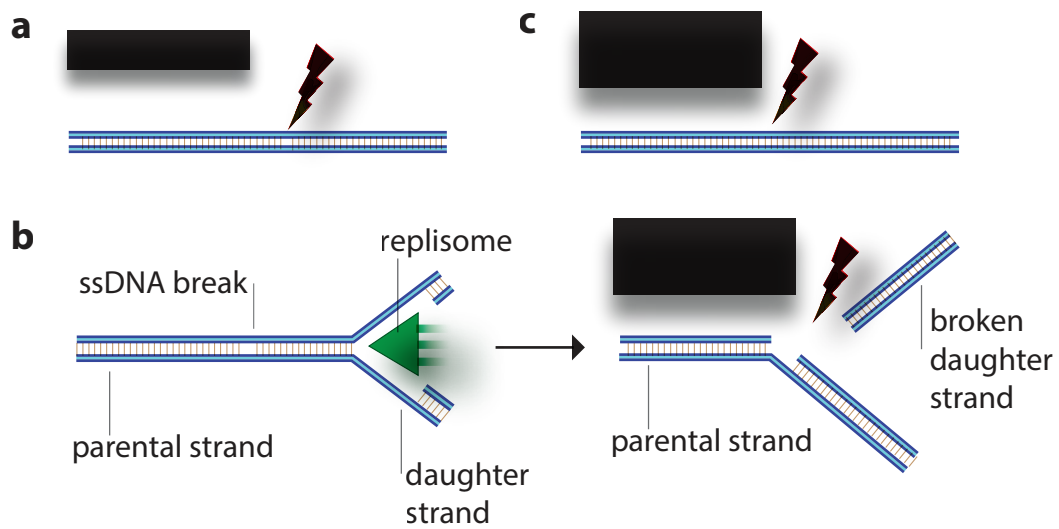 a
c
b
replisome
ssDNA break
parental strand
daughter
strand
parental strand
broken
daughter
strand